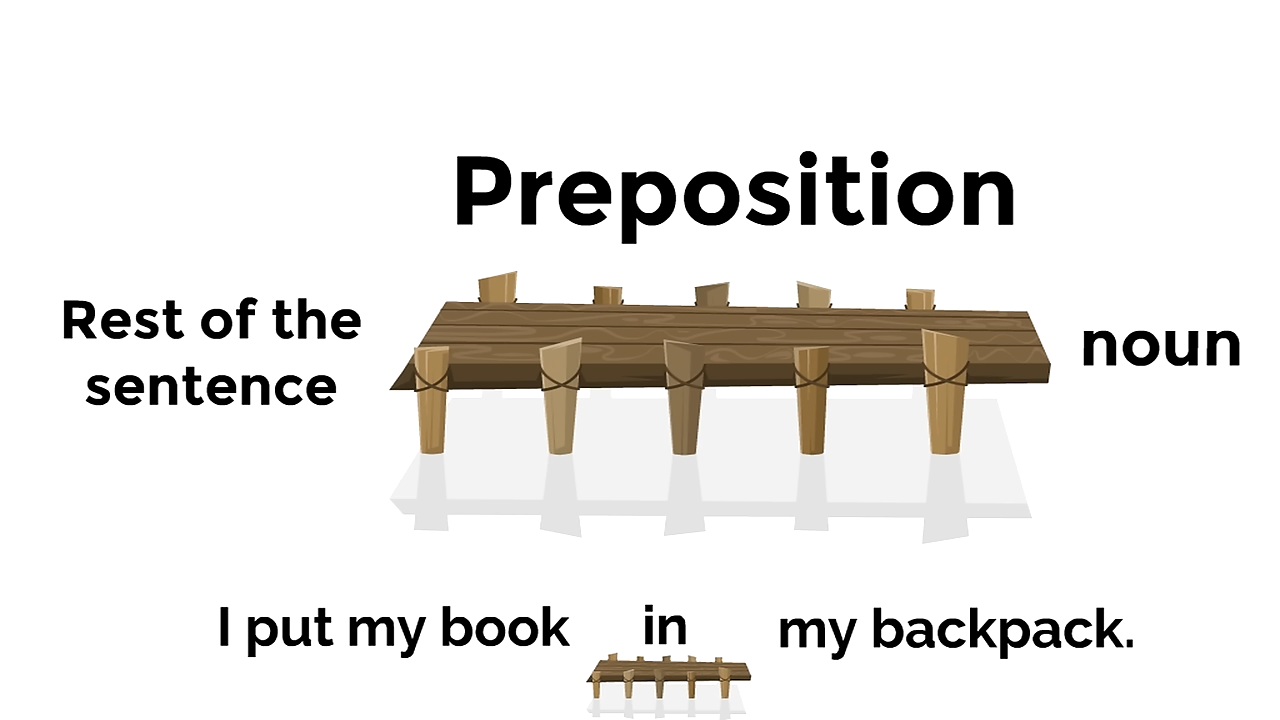 Preposition
Rest of the
sentence
noun
I put my book in my backpack.